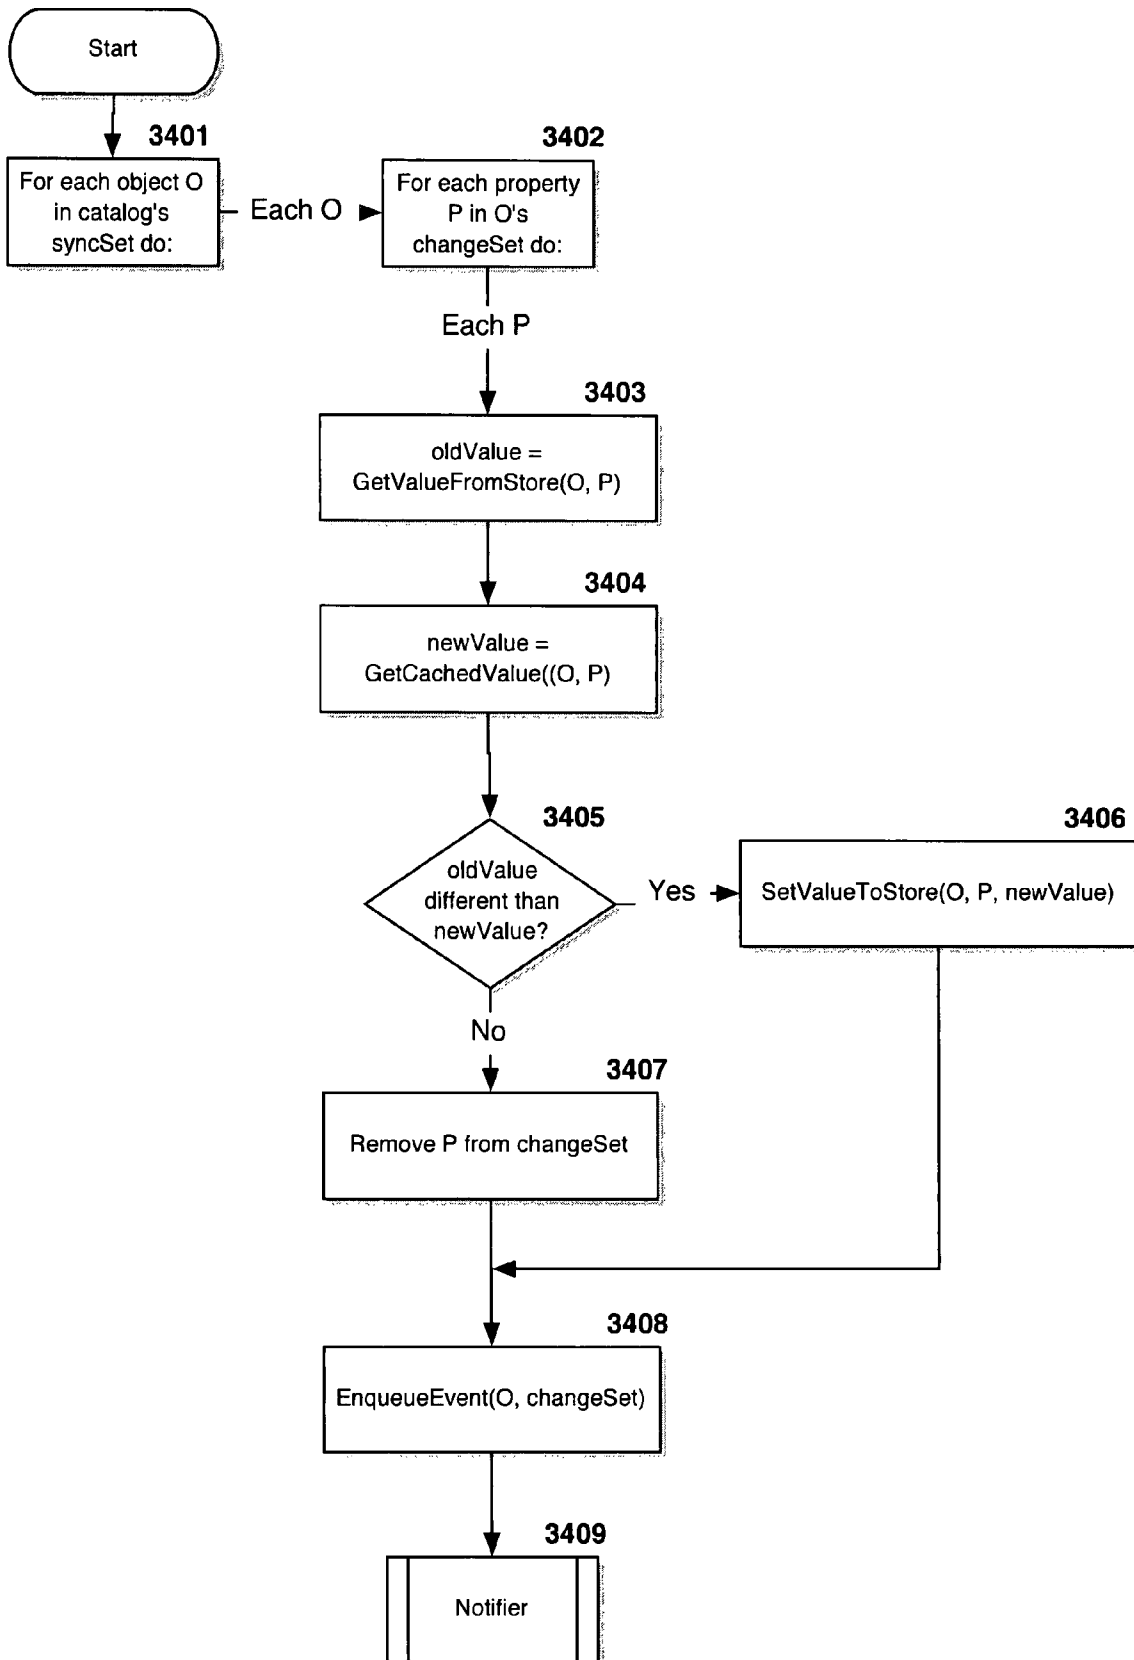 Start
3401
For each object O
in catalog's
syncSet do:
Each O
3402
For each property
P in O's
changeSet do:
Each P
3403
oldValue =
GetValueFromStore(O, P)
3404
newValue =
GetCachedValue((O, P)
3405
oldValue
different than
newValue?
Yes
3406
SetValueToStore(O, P, newValue)
No
3407
Remove P from changeSet
3408
EnqueueEvent(O, changeSet)
3409
Notifier